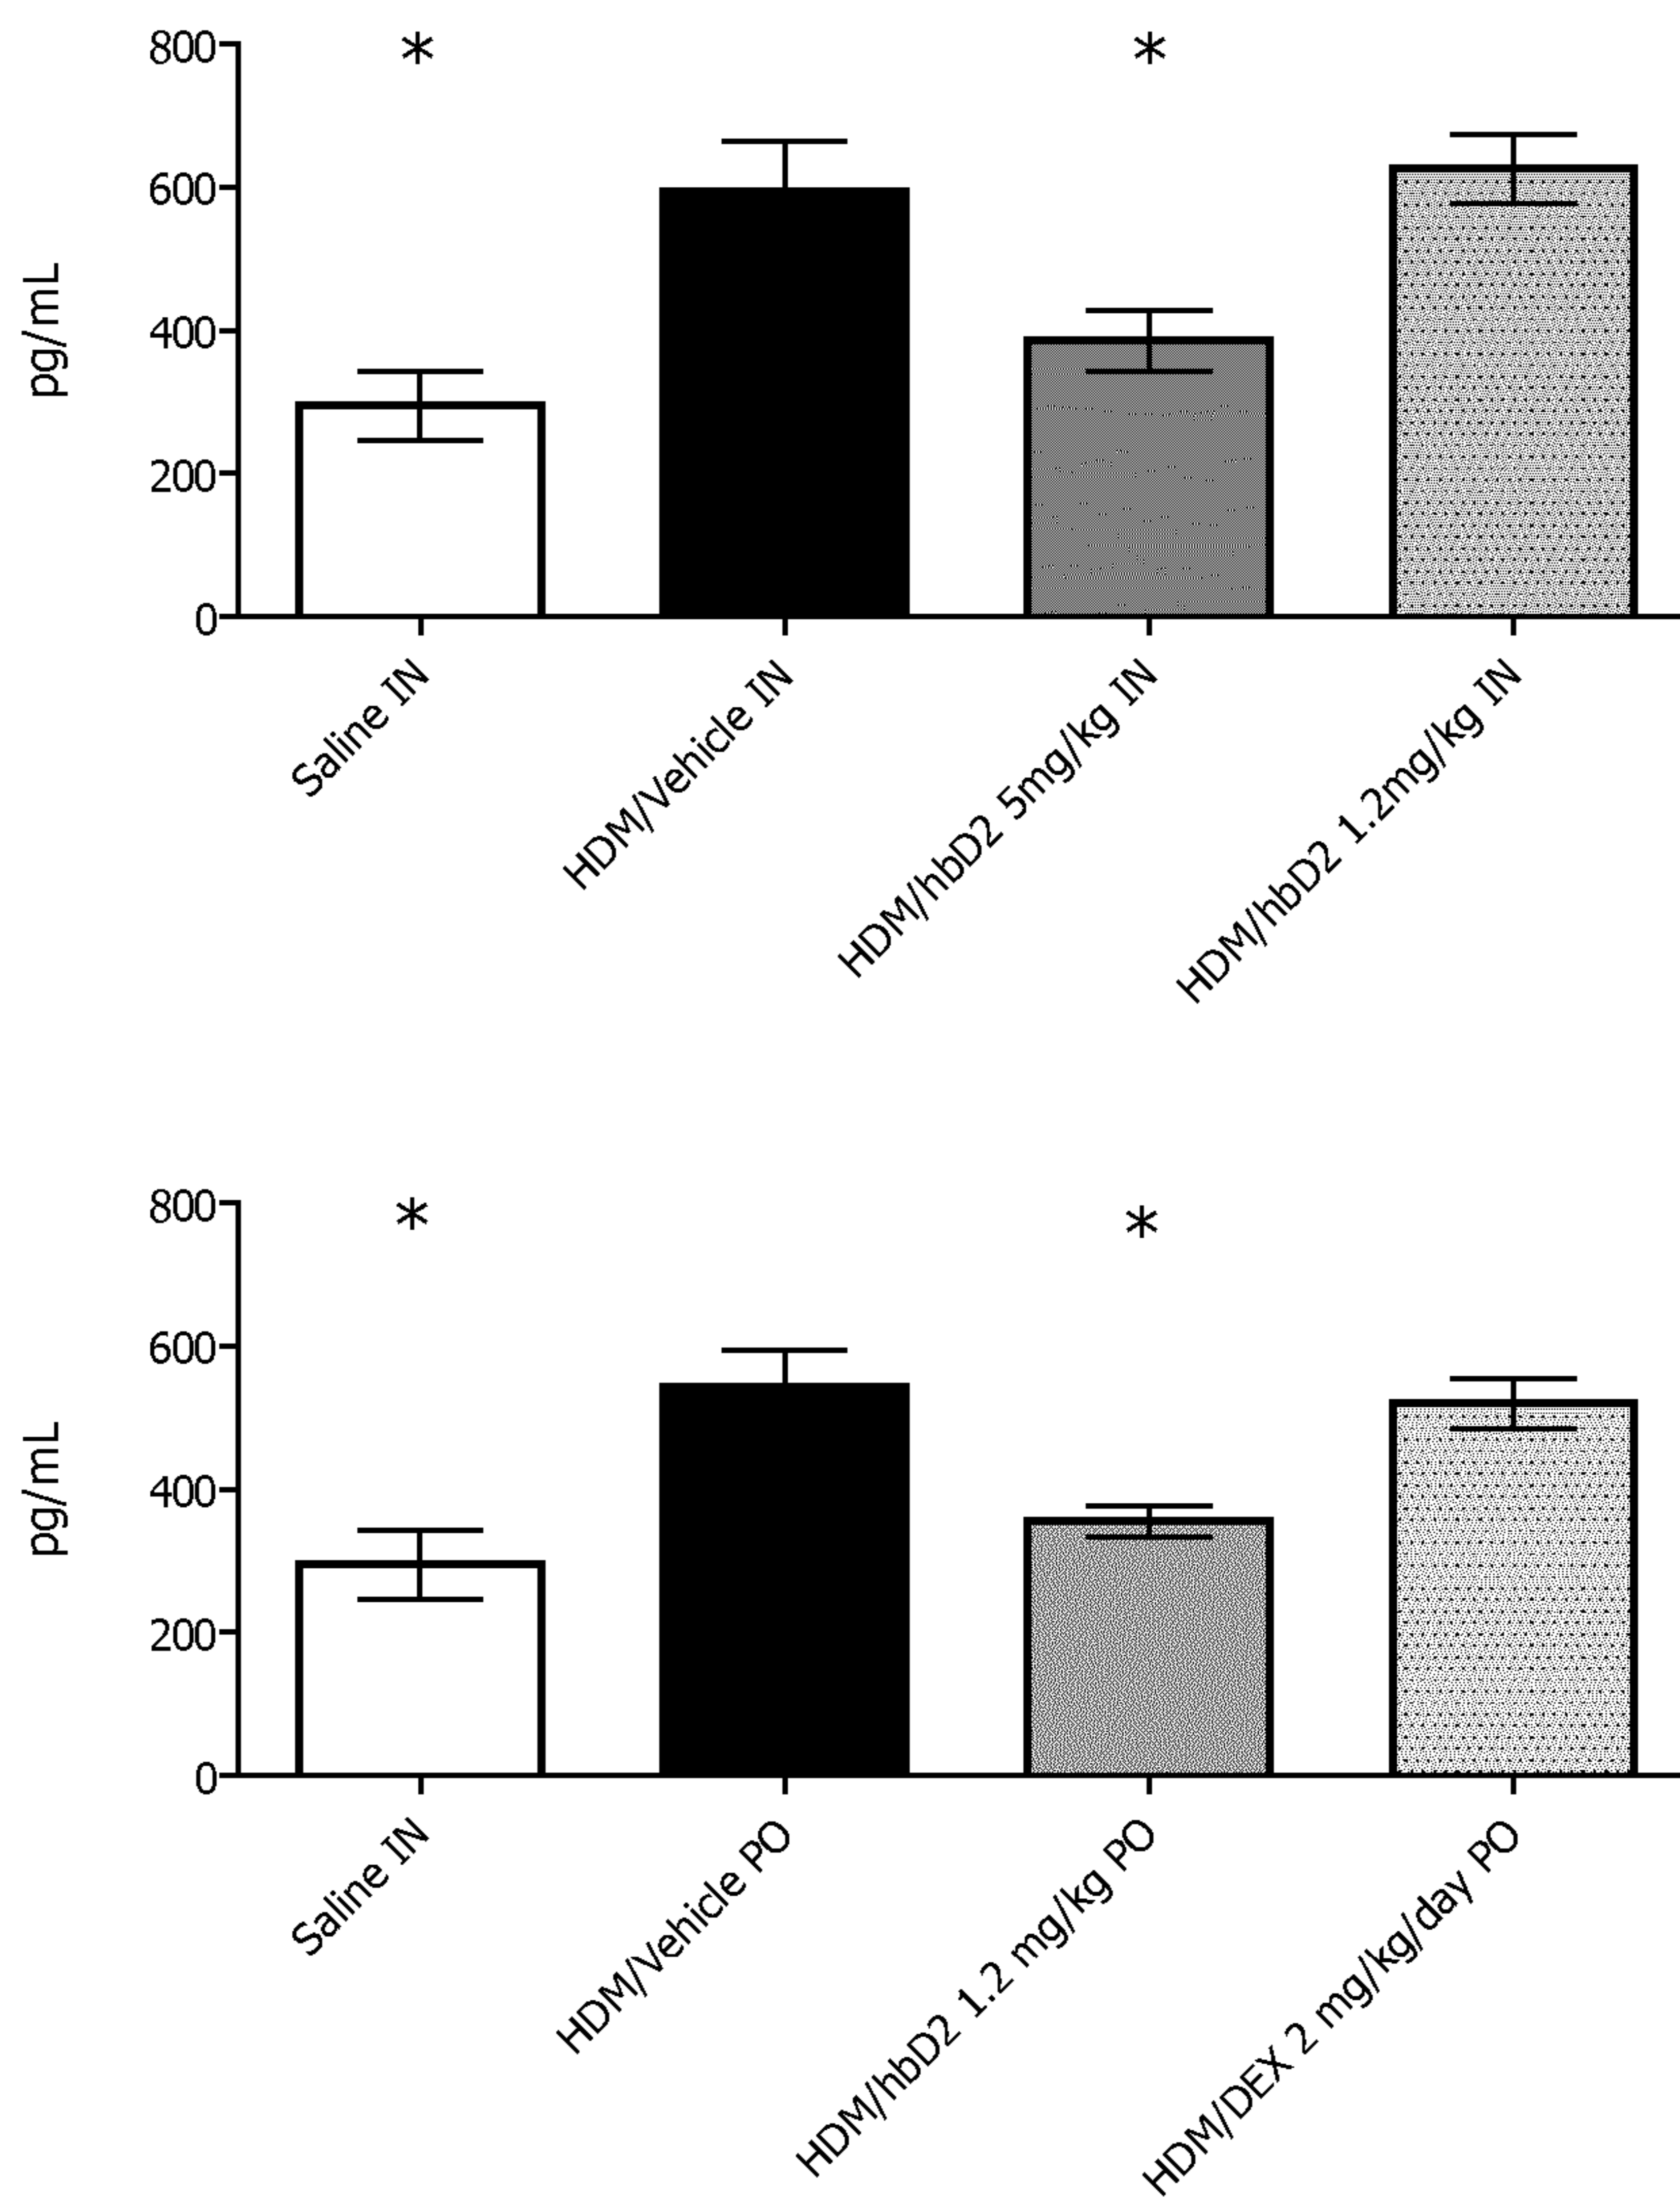 800
*
*
600
400
200
0
pg/mL
Saline IN
HDM/Vehicle IN
HDM/hbD2 5mg/kg IN
HDM/hbD2 1.2mg/kg IN
800
*
*
600
400
200
0
pg/mL
Saline IN
HDM/Vehicle PO
HDM/hbD2 1.2 mg/kg PO
HDM/DEX 2 mg/kg/day PO